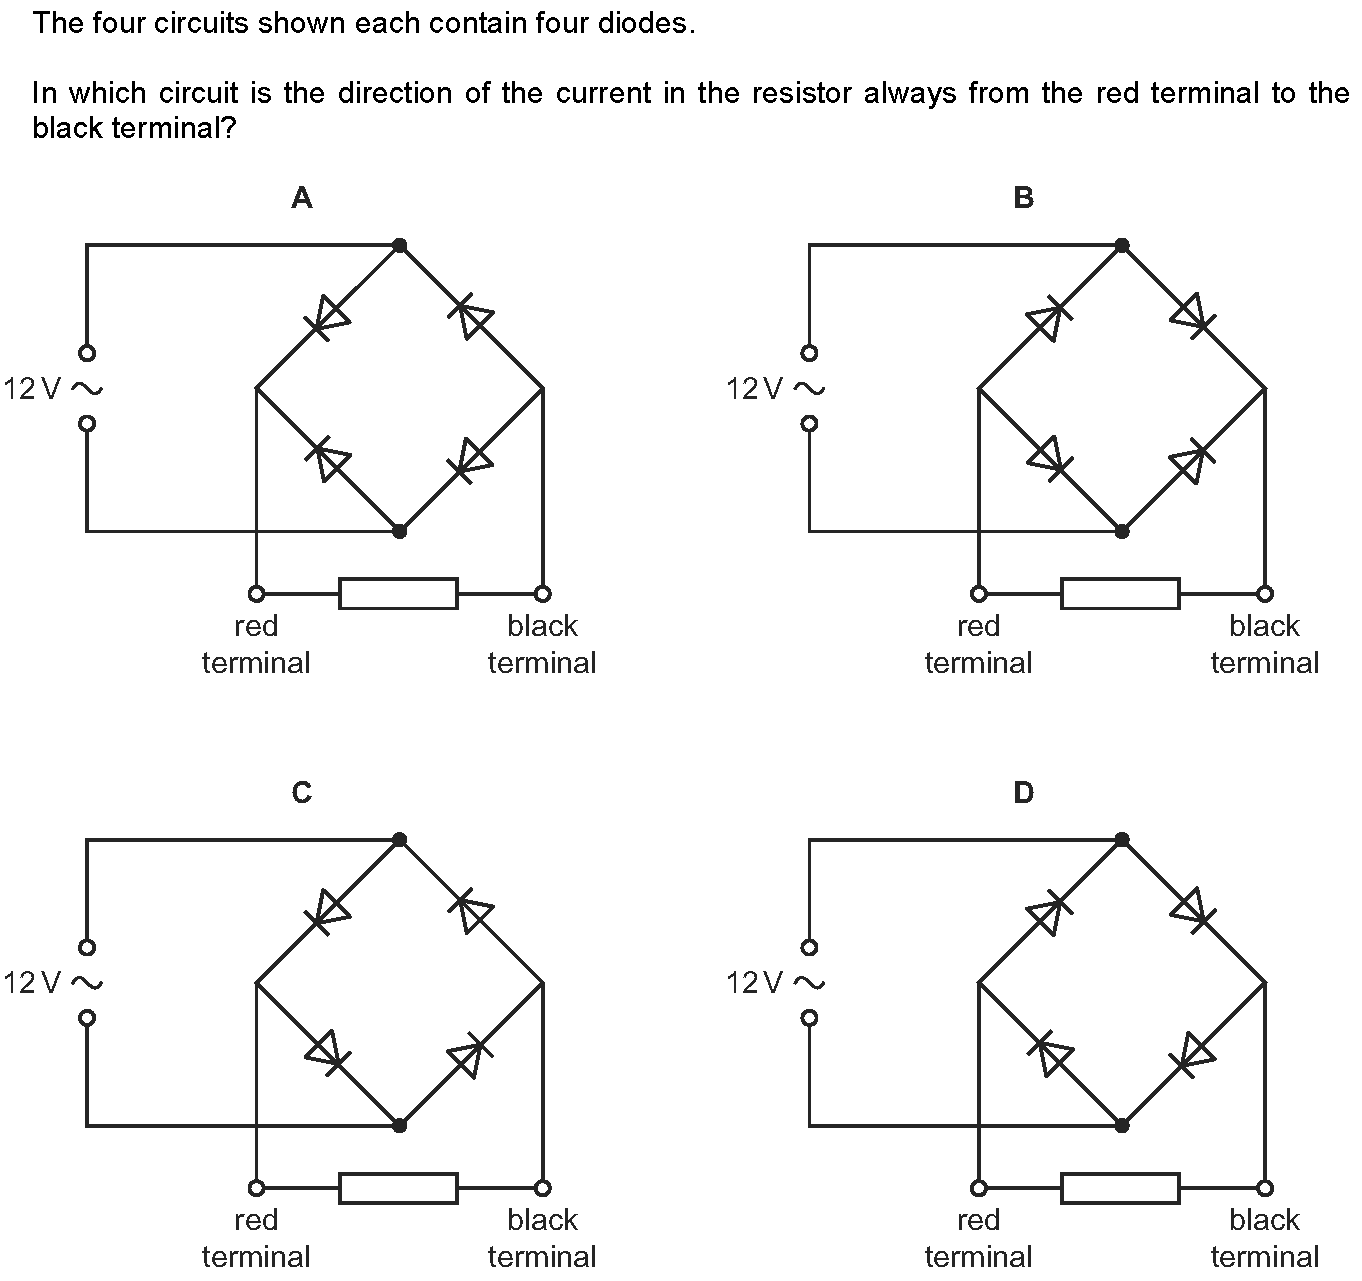 The four circuits shown each contain four diodes.
In which circuit is the direction of the current in the resistor always from the red terminal to the
black terminal?
A
B
12 V ~
12 V ~
red
terminal
black
terminal
red
terminal
black
terminal
C
D
12 V ~
12 V ~
red
terminal
black
terminal
red
terminal
black
terminal